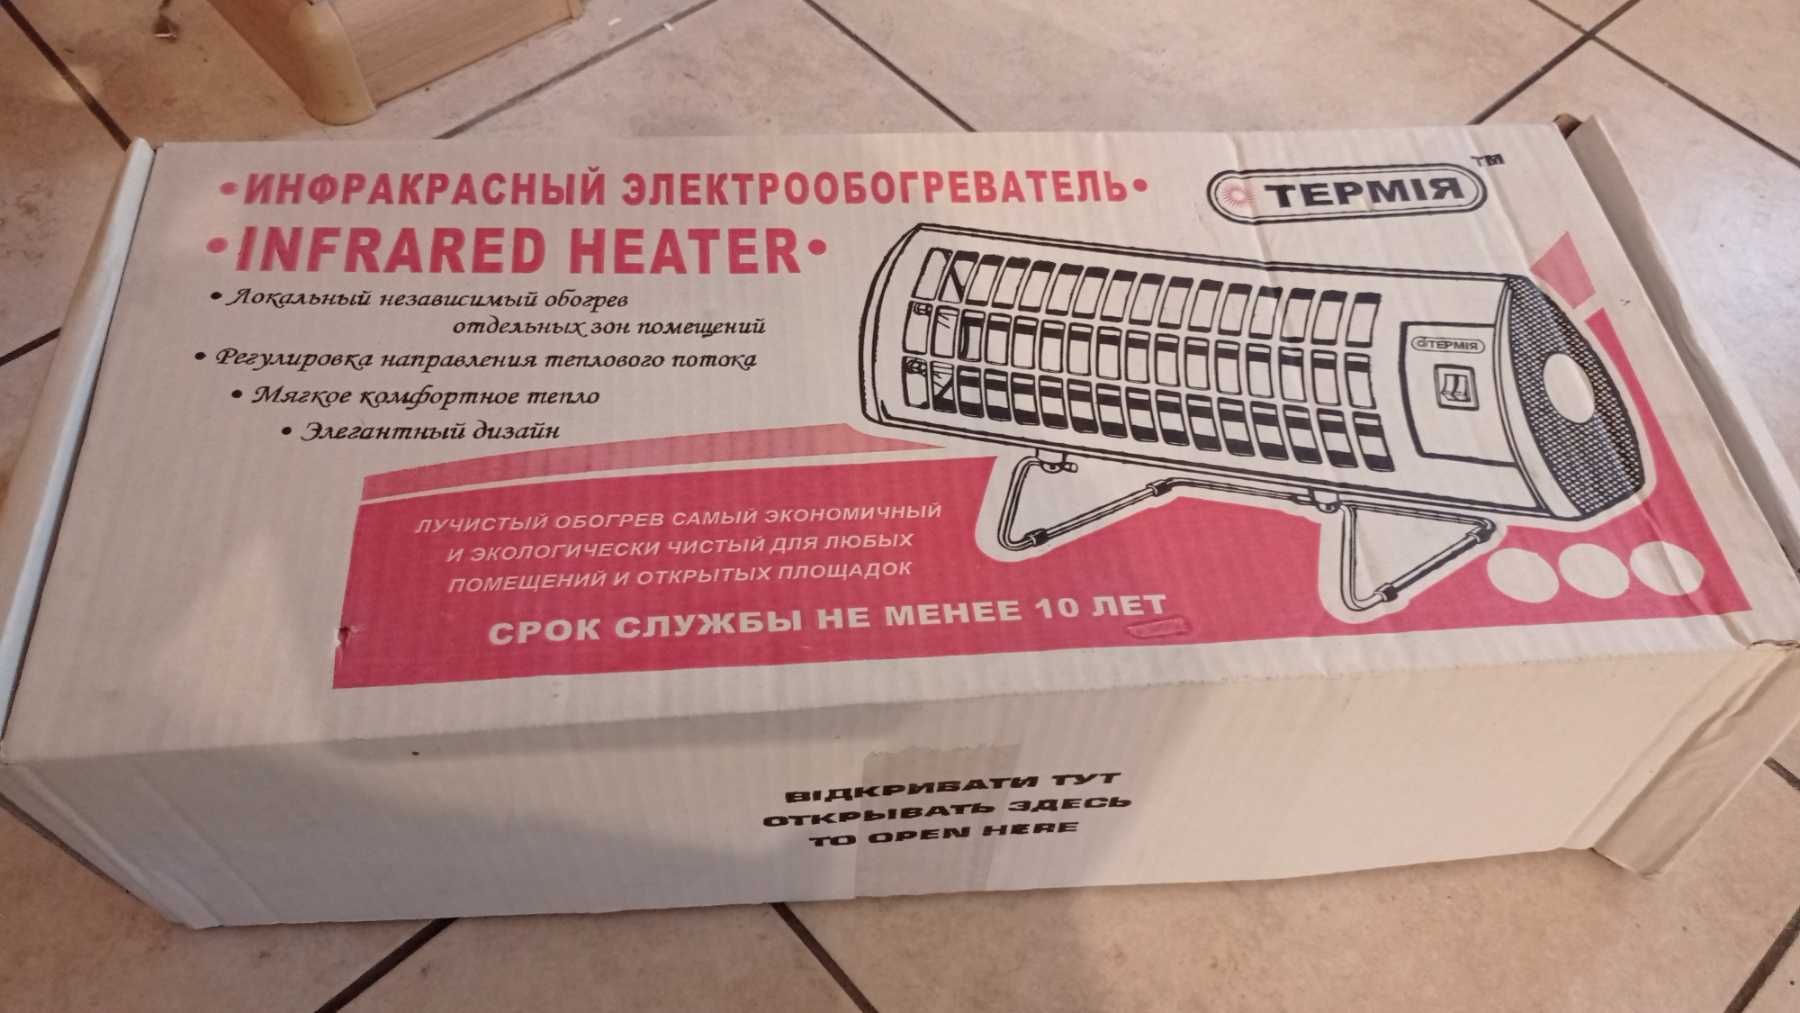 •ИНФРАКРАСНЫЙ ЭЛЕКТРООБОГРЕВАТЕЛЬ•
ТЕРМІЯ TM
•INFRARED HEATER•
• Локальный независимый обогрев
отдельных зон помещений
• Регулировка направления теплового потока
• Мягкое комфортное тепло
• Элегантный дизайн
ТЕРМІЯ
ЛУЧИСТЫЙ ОБОГРЕВ САМЫЙ ЭКОНОМИЧНЫЙ
И ЭКОЛОГИЧЕСКИ ЧИСТЫЙ ДЛЯ ЛЮБЫХ
ПОМЕЩЕНИЙ И ОТКРЫТЫХ ПЛОЩАДОК
СРОК СЛУЖБЫ НЕ МЕНЕЕ 10 ЛЕТ
ВІДКРИВАТИ ТУТ
ОТКРЫВАТЬ ЗДЕСЬ
TO OPEN HERE